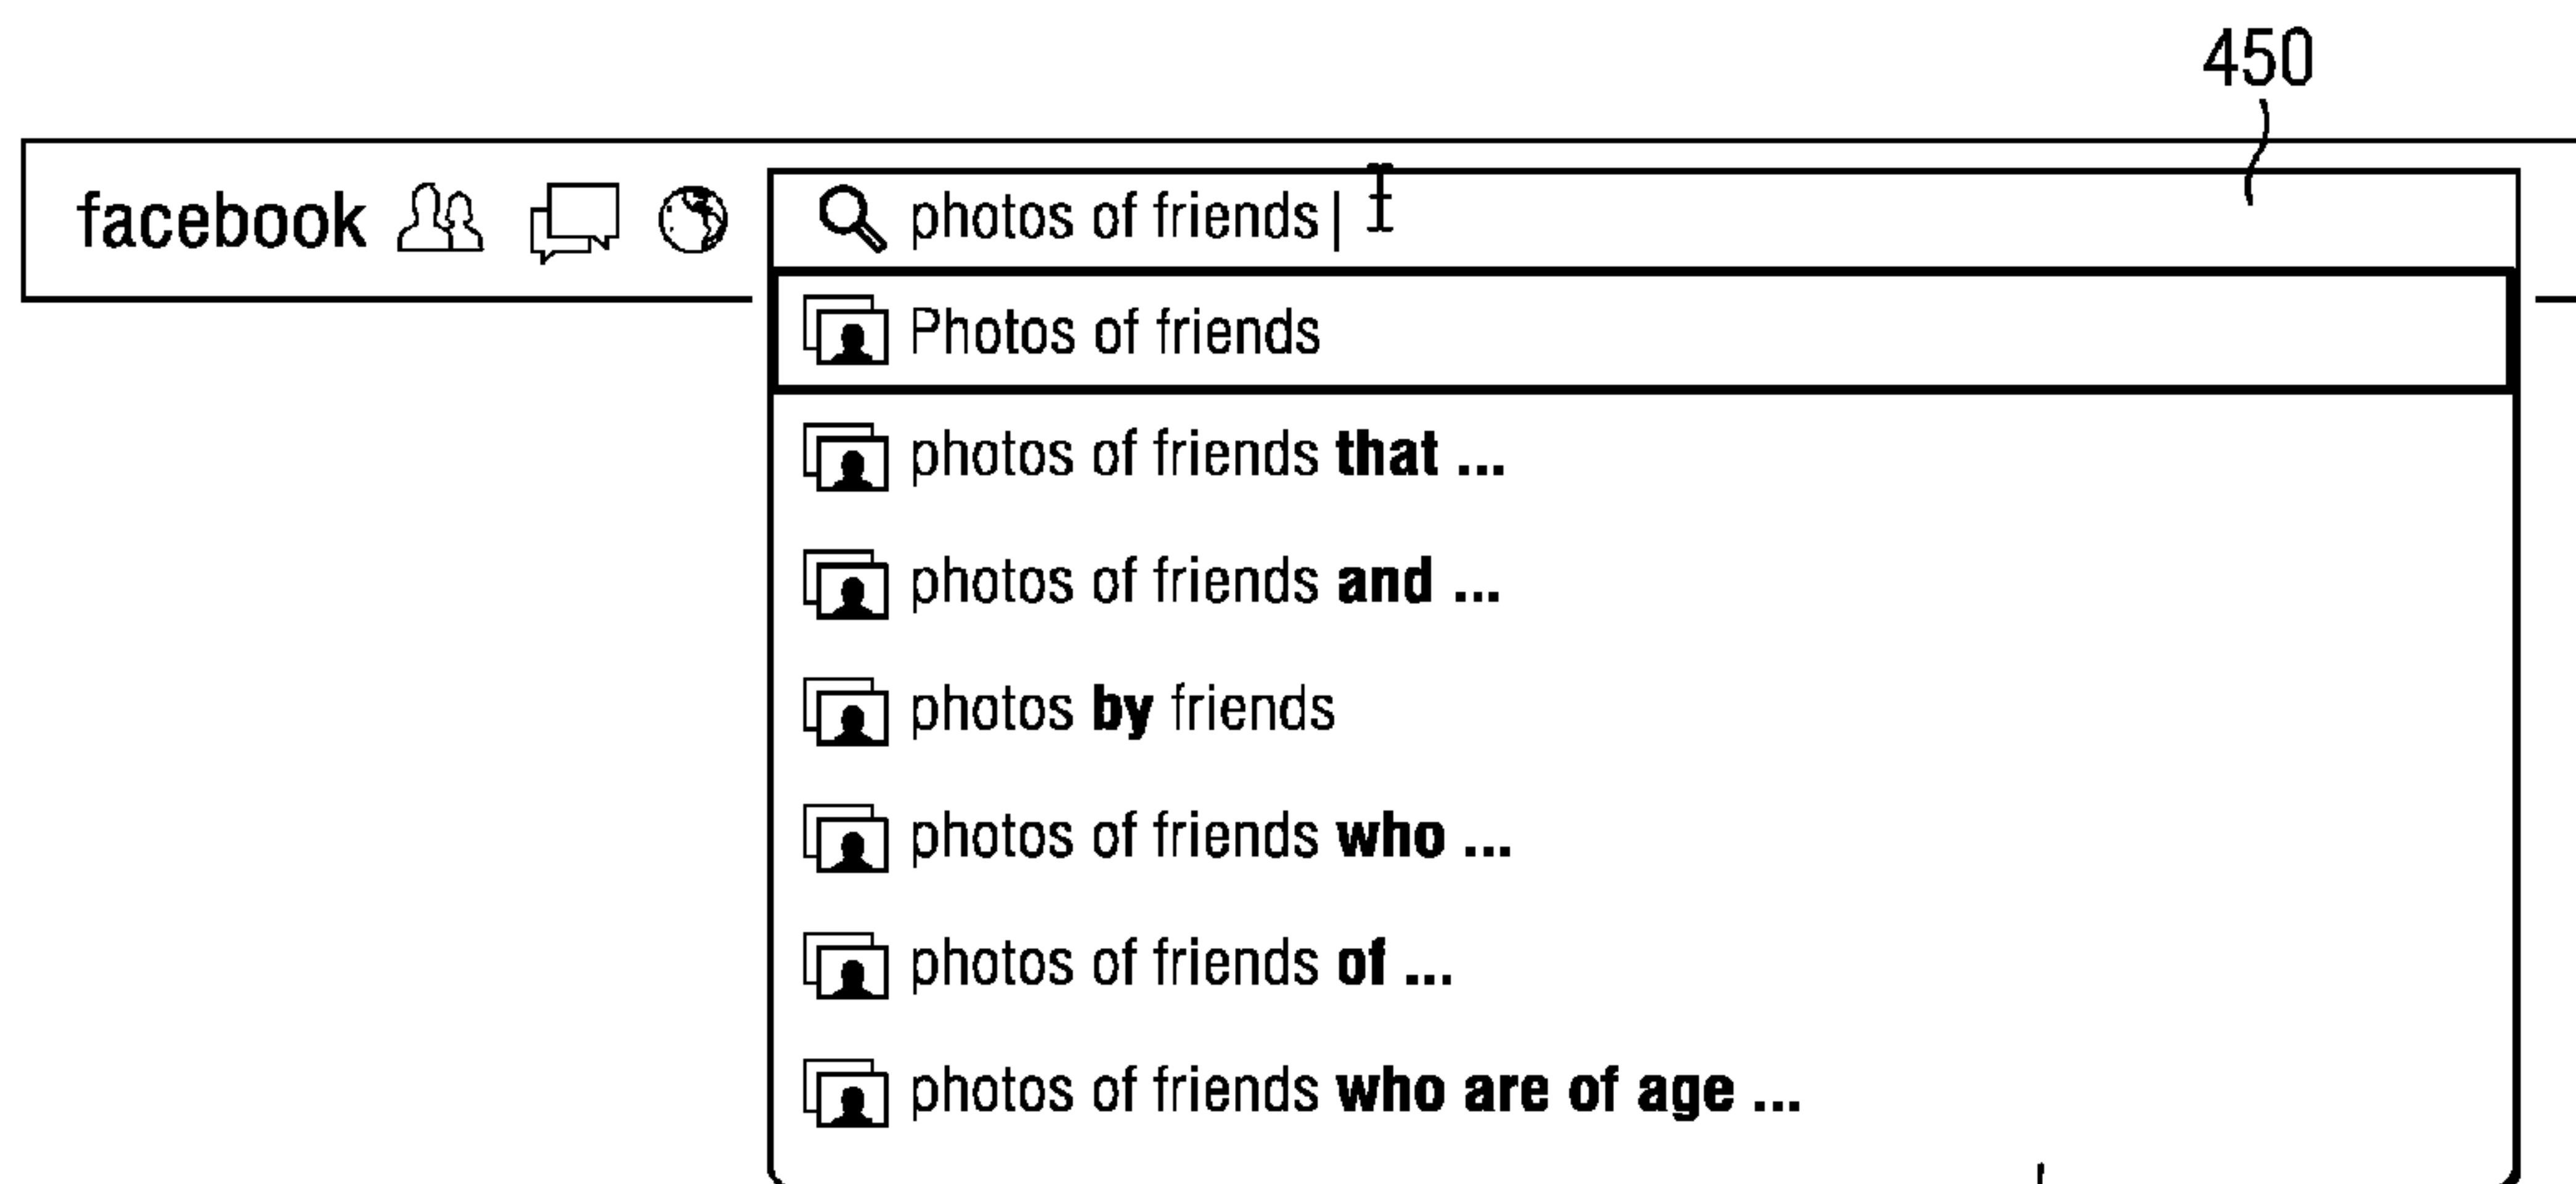 450
facebook photos of friends
Photos of friends
photos of friends that ...
photos of friends and ...
photos by friends
photos of friends who ...
photos of friends of ...
photos of friends who are of age ...